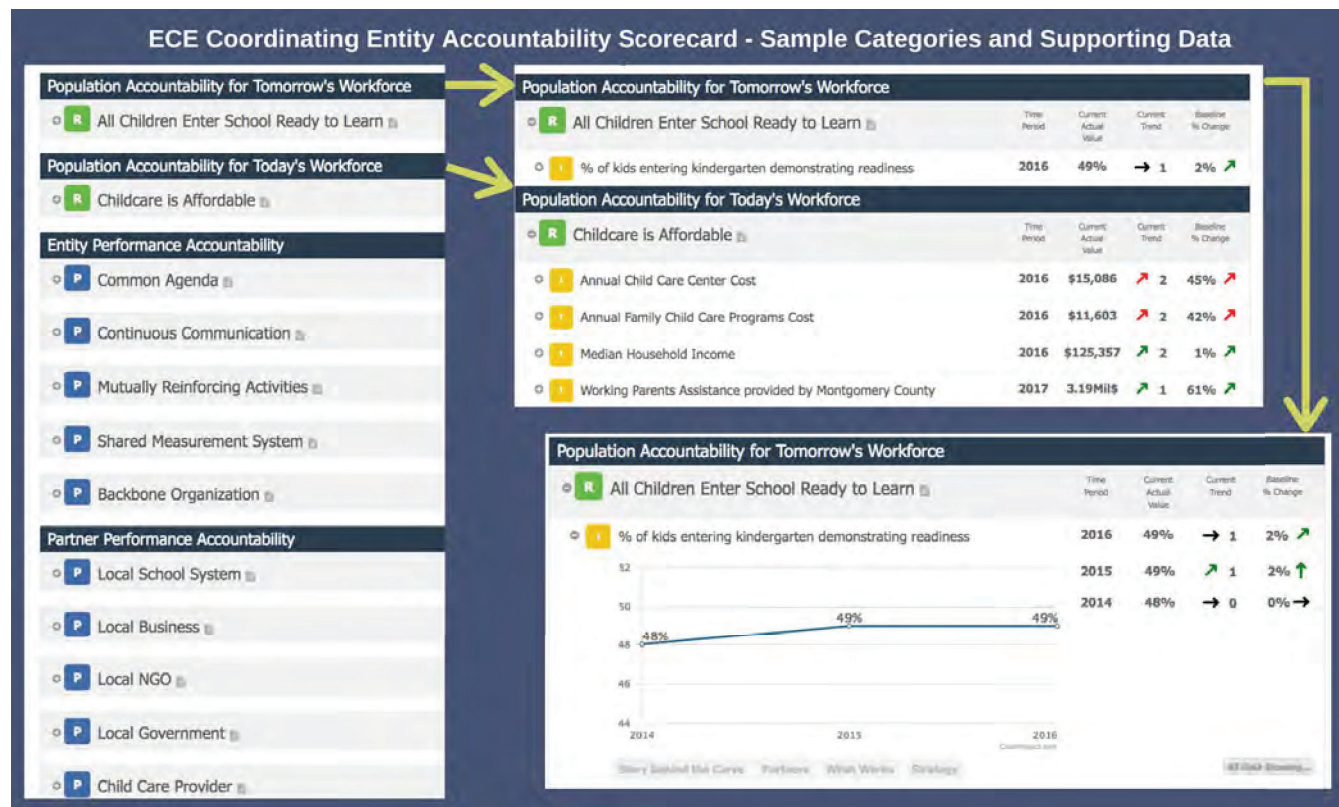 ECE Coordinating Entity Accountability Scorecard - Sample Categories and Supporting Data
Population Accountability for Tomorrow's Workforce
R All Children Enter School Ready to Learn
Population Accountability for Today's Workforce
R Childcare is Affordable
Entity Performance Accountability
P Common Agenda
P Continuous Communication
P Mutually Reinforcing Activities
P Shared Measurement System
P Backbone Organization
Partner Performance Accountability
P Local School System
P Local Business
P Local NGO
P Local Government
P Child Care Provider
Population Accountability for Tomorrow's Workforce
R All Children Enter School Ready to Learn Time Period Current Actual Value Current Trend Baseline % Change
I % of kids entering kindergarten demonstrating readiness 2016 49% → 1 2% ↗
Population Accountability for Today's Workforce
R Childcare is Affordable Time Period Current Actual Value Current Trend Baseline % Change
I Annual Child Care Center Cost 2016 $15,086 ↗ 2 45% ↗
I Annual Family Child Care Programs Cost 2016 $11,603 ↗ 2 42% ↗
I Median Household Income 2016 $125,357 ↗ 2 1% ↗
I Working Parents Assistance provided by Montgomery County 2017 3.19Mil$ ↗ 1 61% ↗
Population Accountability for Tomorrow's Workforce
R All Children Enter School Ready to Learn Time Period Current Actual Value Current Trend Baseline % Change
I % of kids entering kindergarten demonstrating readiness 2016 49% → 1 2% ↗
2015 49% ↗ 1 2% ↑
2014 48% → 0 0% →
52
50
48
46
44
48% 49% 49%
2014 2015 2016
Story Behind the Curve Partners What Works Strategy